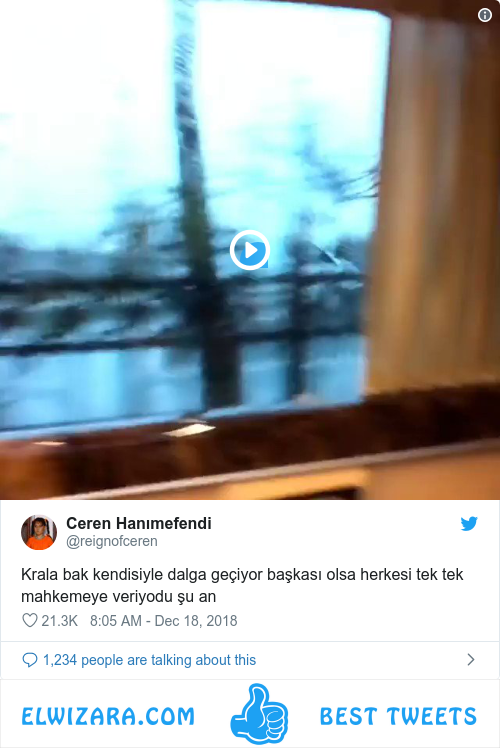 Ceren Hanımefendi
@reignofceren
Krala bak kendisiyle dalga geçiyor başkası olsa herkesi tek tek
mahkemeye veriyodu şu an
21.3K 8:05 AM - Dec 18, 2018
1,234 people are talking about this
ELWIZARA.COM BEST TWEETS